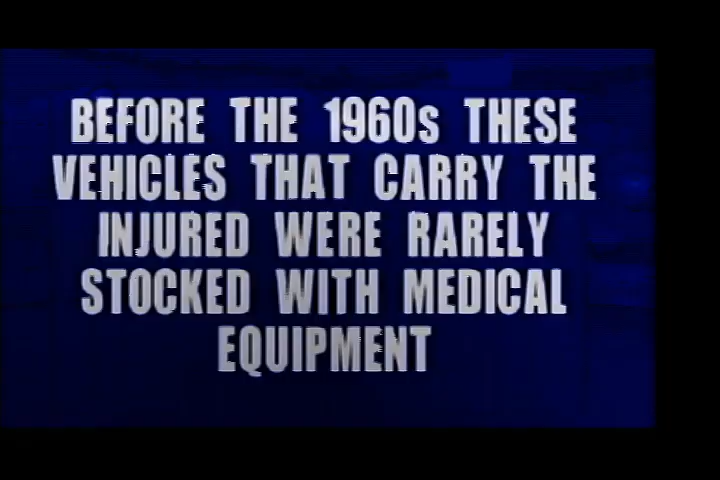 BEFORE THE 1960s THESE
VEHICLES THAT CARRY THE
INJURED WERE RARELY
STOCKED WITH MEDICAL
EQUIPMENT